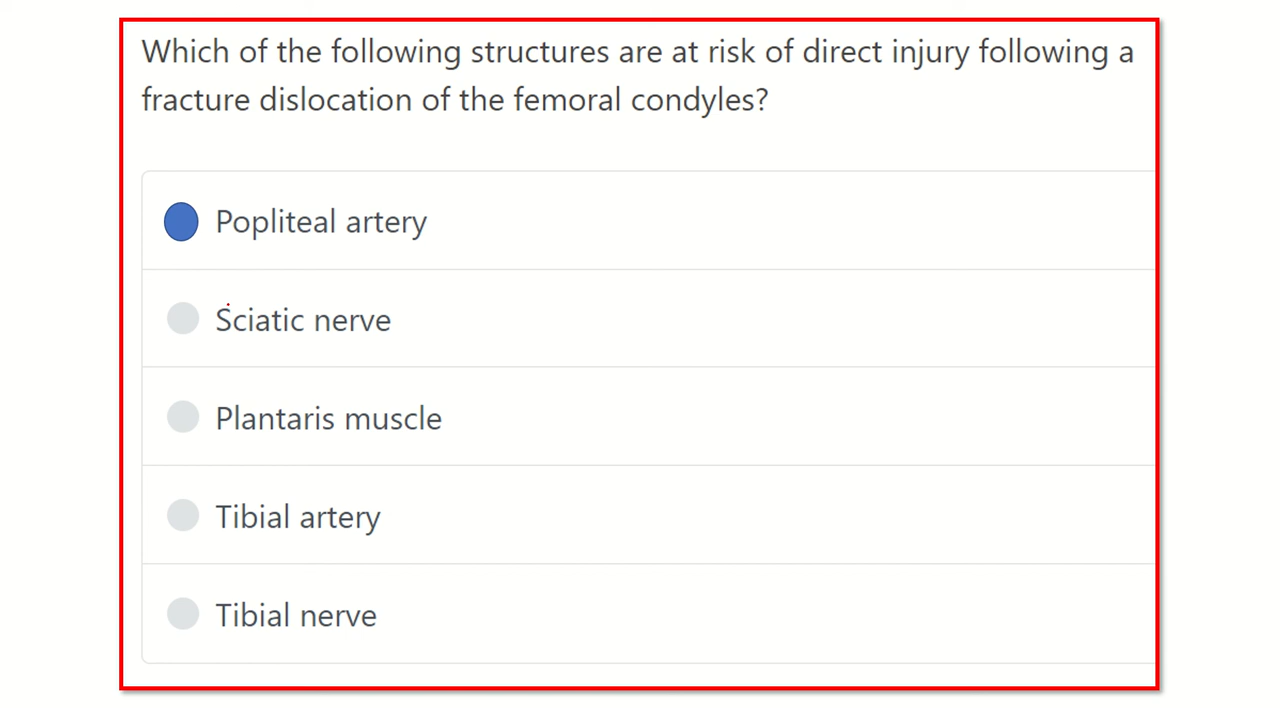 Which of the following structures are at risk of direct injury following a
fracture dislocation of the femoral condyles?
Popliteal artery
Sciatic nerve
Plantaris muscle
Tibial artery
Tibial nerve